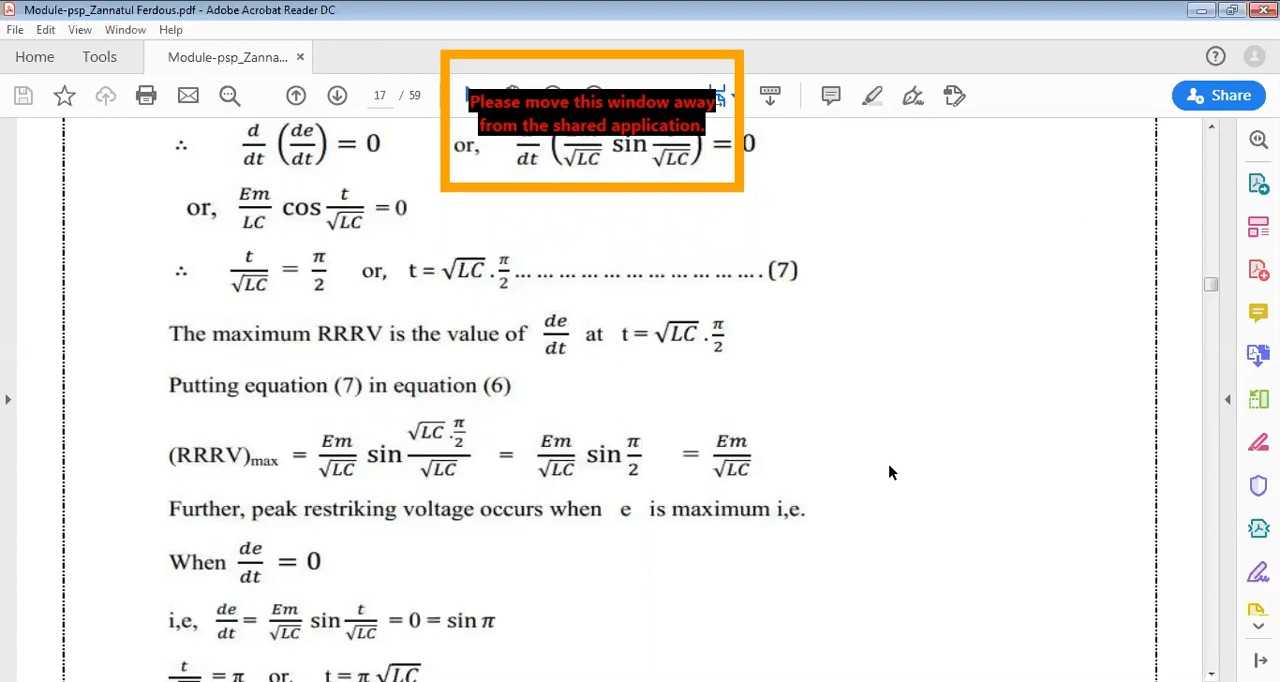 Module-psp_Zannatul Ferdous.pdf - Adobe Acrobat Reader DC
File Edit View Window Help
Home Tools Module-psp_Zanna... ×
17 / 59 Share
Please move this window away
from the shared application.
∴ d/dt (de/dt) = 0 or, /dt ( /√LC sin /√LC) = 0
or, Em/LC cos t/√LC = 0
∴ t/√LC = π/2 or, t = √LC . π/2 ... ... ... ... ... ... ... ... ... ... .... (7)
The maximum RRRV is the value of de/dt at t = √LC . π/2
Putting equation (7) in equation (6)
(RRRV)max = Em/√LC sin √LC . π/2 / √LC = Em/√LC sin π/2 = Em/√LC
Further, peak restriking voltage occurs when e is maximum i,e.
When de/dt = 0
i,e, de/dt = Em/√LC sin t/√LC = 0 = sin π
t/ = π or, t = π √LC